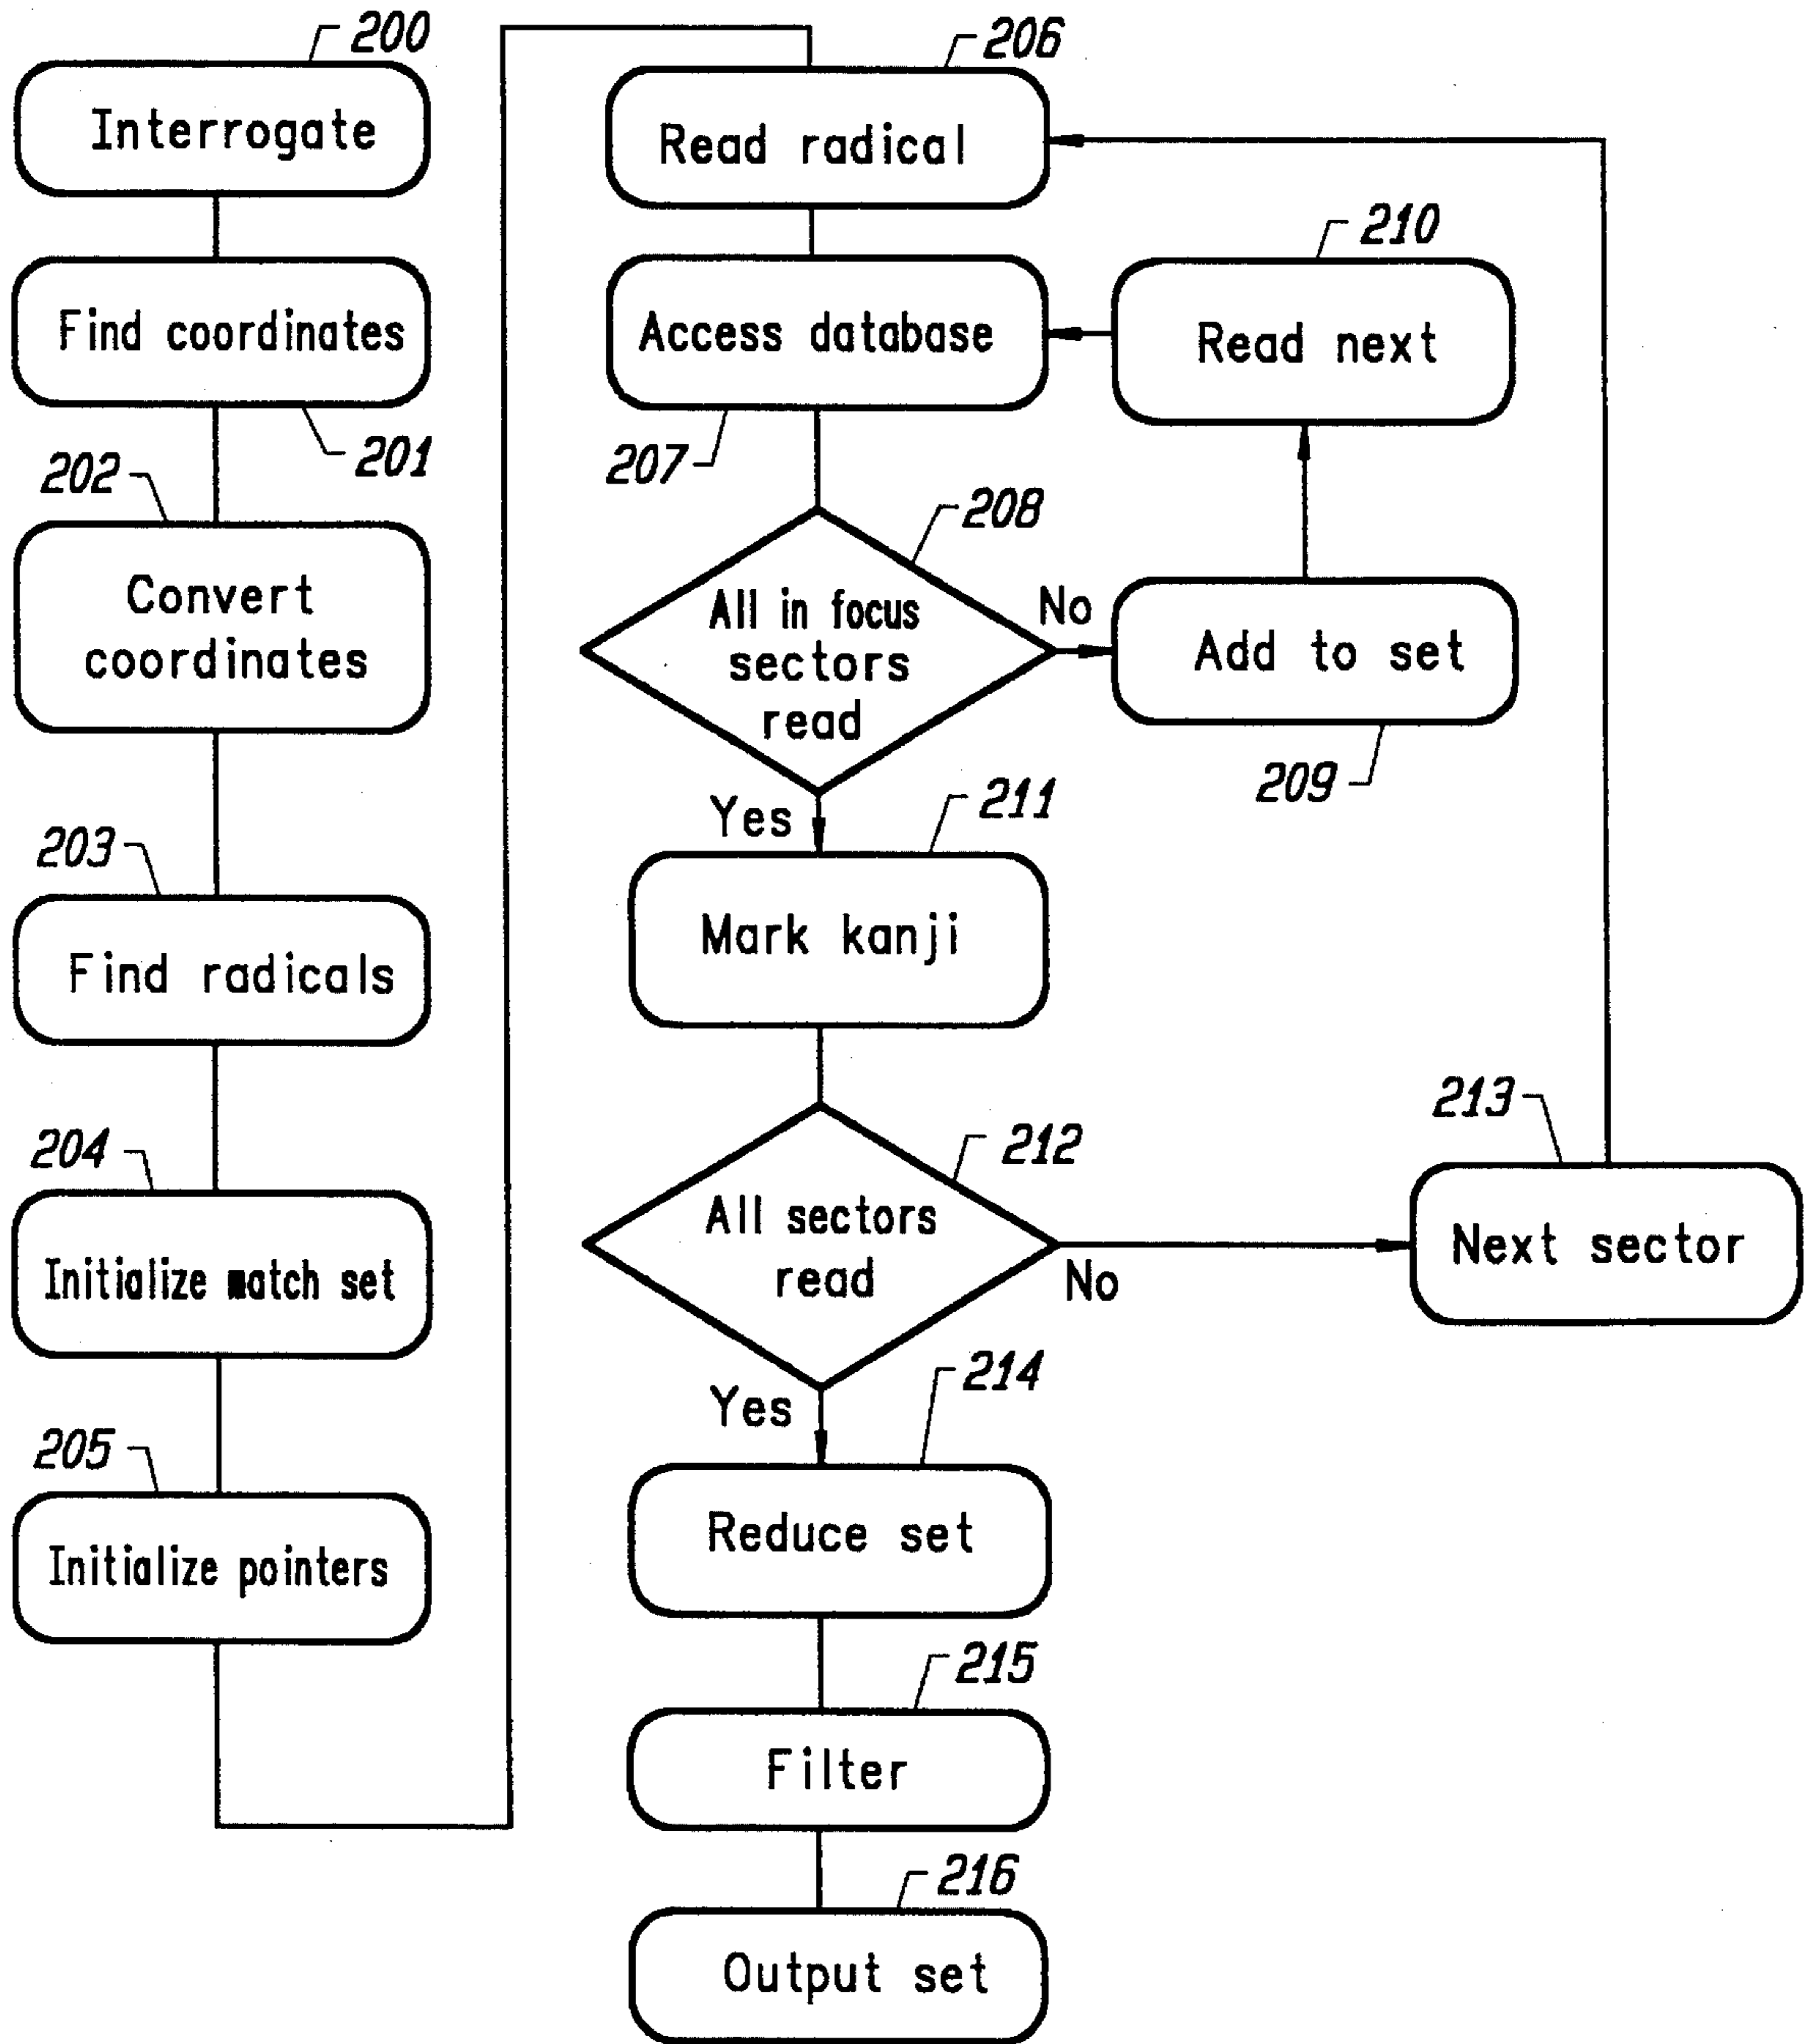 200
Interrogate
Find coordinates
201
202
Convert
coordinates
203
Find radicals
204
Initialize match set
205
Initialize pointers
206
Read radical
Access database
207
210
Read next
208
All in focus
sectors
read
No
Add to set
209
Yes
211
Mark kanji
212
All sectors
read
No
213
Next sector
Yes
214
Reduce set
215
Filter
216
Output set